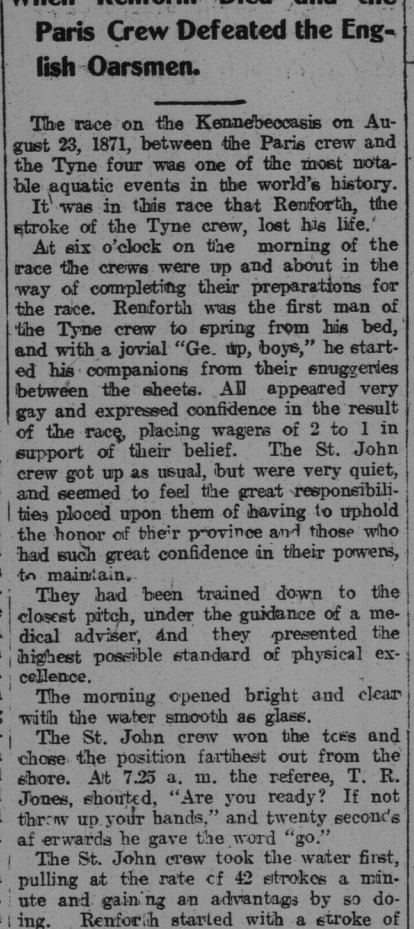 When Renforth Died and the
Paris Crew Defeated the Eng-
lish Oarsmen.
The race on the Kennebeccasis on Au-
gust 23, 1871, between the Paris crew and
the Tyne four was one of the most nota-
ble aquatic events in the world's history.
It was in this race that Renforth, the
stroke of the Tyne crew, lost his life.
At six o'clock on the morning of the
race the crews were up and about in the
way of completing their preparations for
the race. Renforth was the first man of
the Tyne crew to spring from his bed,
and with a jovial "Ge. up, boys," he start-
ed his companions from their snuggeries
between the sheets. All appeared very
gay and expressed confidence in the result
of the race, placing wagers of 2 to 1 in
support of their belief. The St. John
crew got up as usual, but were very quiet,
and seemed to feel the great responsibili-
ties ploced upon them of having to uphold
the honor of their province and those who
had such great confidence in their powers,
to maintain.
They had been trained down to the
closest pitch, under the guidance of a me-
dical adviser, and they presented the
highest possible standard of physical ex-
cellence.
The morning opened bright and clear
with the water smooth as glass.
The St. John crew won the toss and
chose the position farthest out from the
shore. At 7.25 a. m. the referee, T. R.
Jones, shouted, "Are you ready? If not
throw up your hands," and twenty seconds
af erwards he gave the word "go."
The St. John crew took the water first,
pulling at the rate of 42 strokes a min-
ute and gaining an advantags by so do-
ing. Renforth started with a stroke of